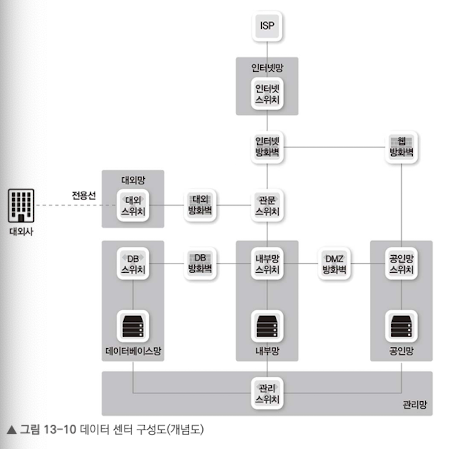 ISP
인터넷망
인터넷
스위치
인터넷
방화벽
웹
방화벽
대외망
전용선
대외
스위치
대외
방화벽
관문
스위치
대외사
DB
스위치
DB
방화벽
내부망
스위치
DMZ
방화벽
공인망
스위치
데이터베이스망
내부망
공인망
관리
스위치
관리망
▲ 그림 13-10 데이터 센터 구성도(개념도)